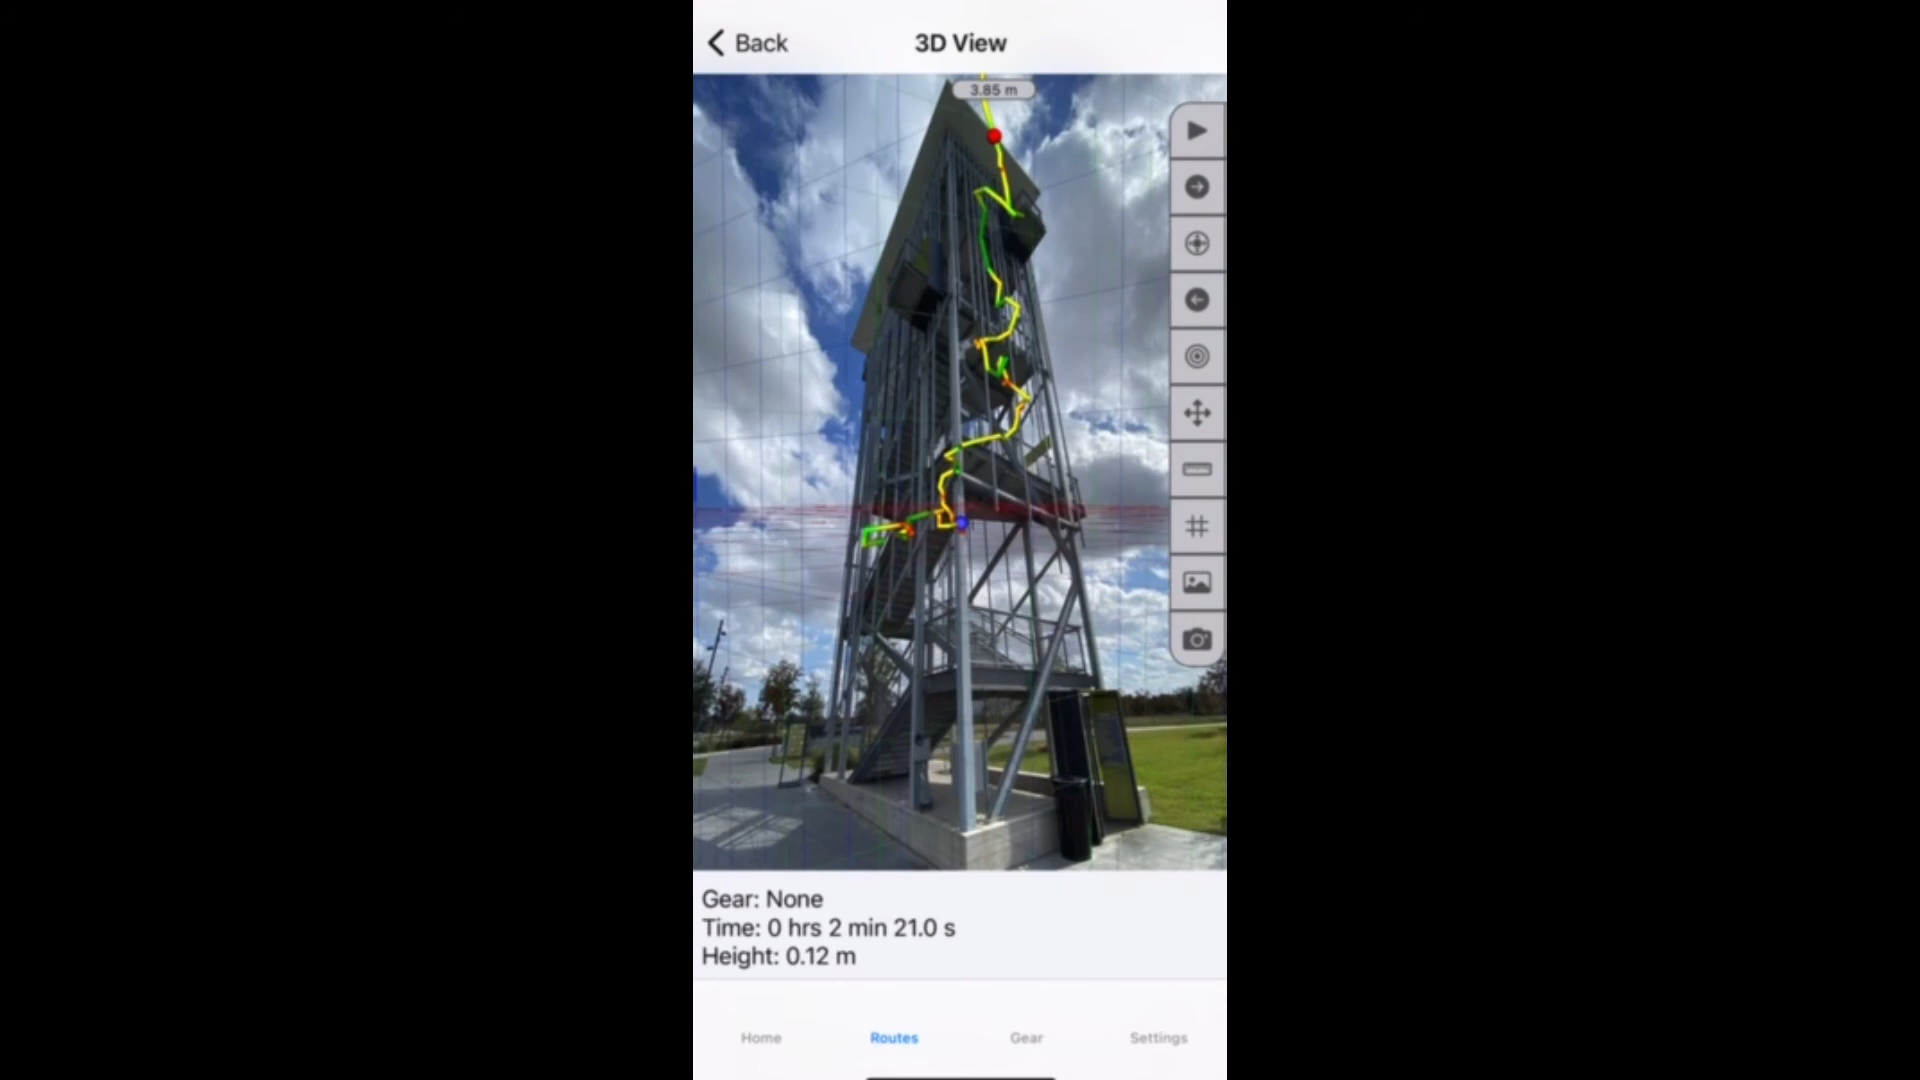 Back
3D View
3.85 m
Gear: None
Time: 0 hrs 2 min 21.0 s
Height: 0.12 m
Home
Routes
Gear
Settings